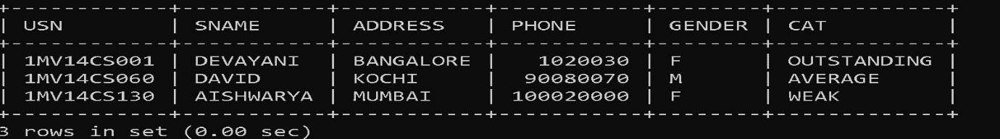 +------------+-----------+-----------+-----------+--------+-------------+
| USN | SNAME | ADDRESS | PHONE | GENDER | CAT |
+------------+-----------+-----------+-----------+--------+-------------+
| 1MV14CS001 | DEVAYANI | BANGALORE | 1020030 | F | OUTSTANDING |
| 1MV14CS060 | DAVID | KOCHI | 90080070 | M | AVERAGE |
| 1MV14CS130 | AISHWARYA | MUMBAI | 100020000 | F | WEAK |
+------------+-----------+-----------+-----------+--------+-------------+
3 rows in set (0.00 sec)